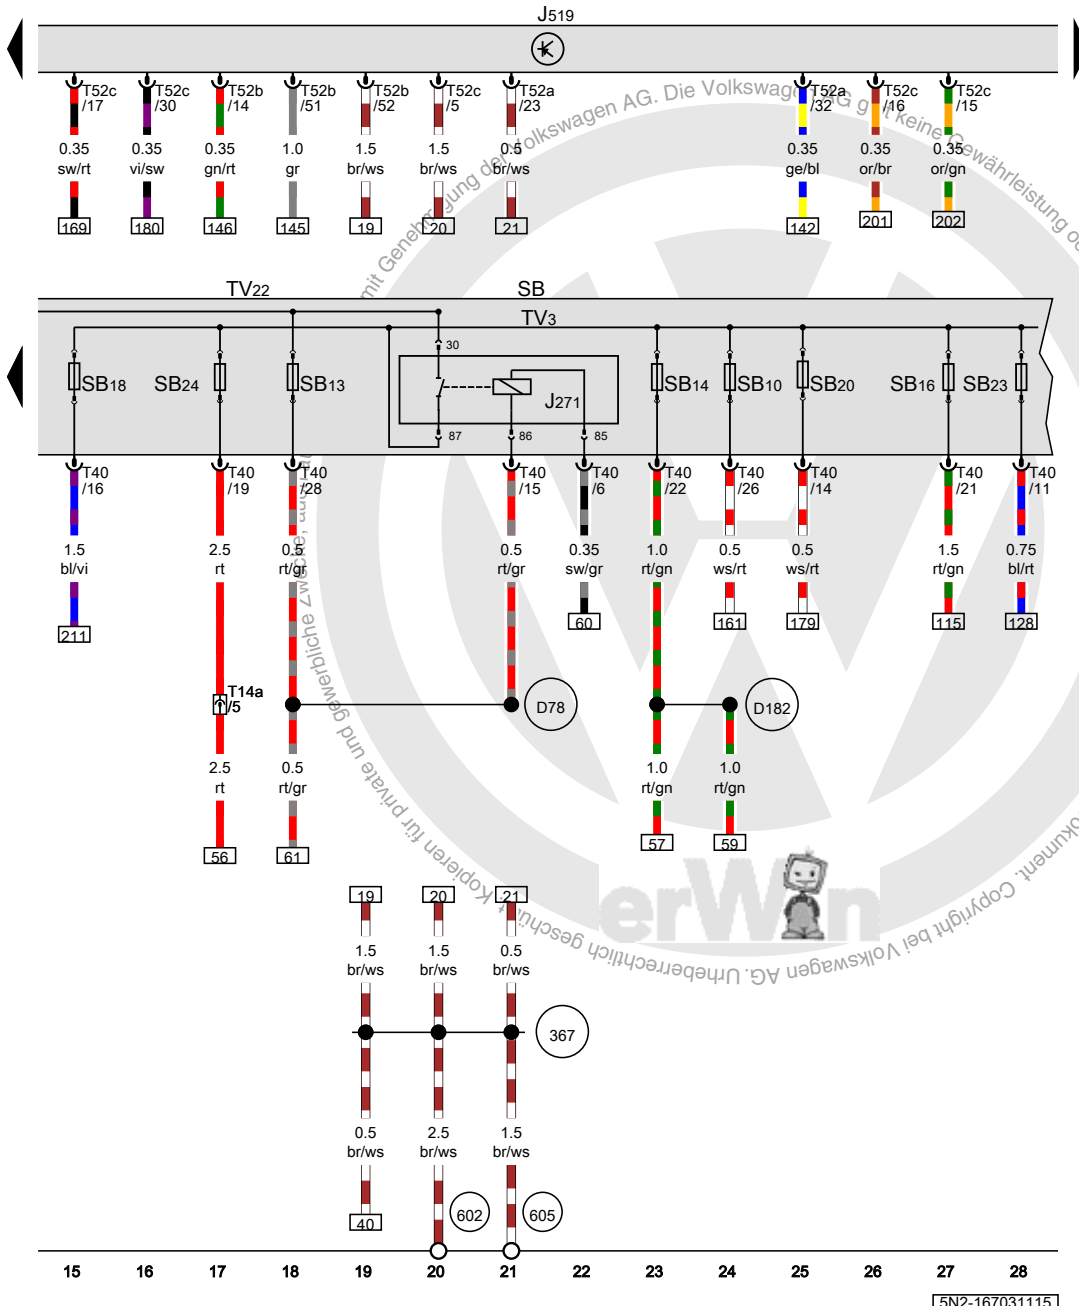 J519
T52c T52c T52b T52b T52b T52c T52a T52a T52c T52c
/17 /30 /14 /51 /52 /5 /23 /32 /16 /15
0.35 0.35 0.35 1.0 1.5 1.5 0.5 0.35 0.35 0.35
sw/rt vi/sw gn/rt gr br/ws br/ws br/ws ge/bl or/br or/gn
169 180 146 145 19 20 21 142 201 202
TV22 SB
TV3
30
SB18 SB24 SB13 J271 SB14 SB10 SB20 SB16 SB23
87 86 85
T40 T40 T40 T40 T40 T40 T40 T40 T40 T40
/16 /19 /28 /15 /6 /22 /26 /14 /21 /11
1.5 2.5 0.5 0.5 0.35 1.0 0.5 0.5 1.5 0.75
bl/vi rt rt/gr rt/gr sw/gr rt/gn ws/rt ws/rt rt/gn bl/rt
211 60 161 179 115 128
T14a
/5
D78 D182
2.5 0.5 1.0 1.0
rt rt/gr rt/gn rt/gn
56 61 57 59
19 20 21
1.5 1.5 0.5
br/ws br/ws br/ws
367
0.5 2.5 1.5
br/ws br/ws br/ws
40 602 605
15 16 17 18 19 20 21 22 23 24 25 26 27 28
5N2-167031115
erWin